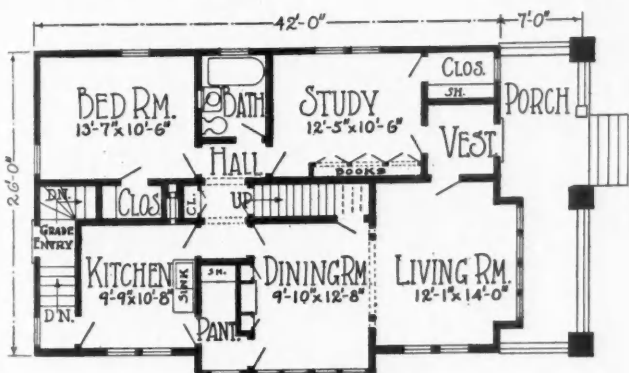 42'-0"
7'-0"
26'-0"
BED RM.
13'-7"x10'-6"
BATH
STUDY
12'-5"x10'-6"
CLOS.
SH.
PORCH
VEST.
HALL
BOOKS
D'N.
CLOS
CL.
UP
GRADE
ENTRY
KITCHEN
9'-9"x10'-8"
SINK
SH.
DINING RM
9'-10"x12'-8"
LIVING RM.
12'-1"x14'-0"
D'N.
PANT.